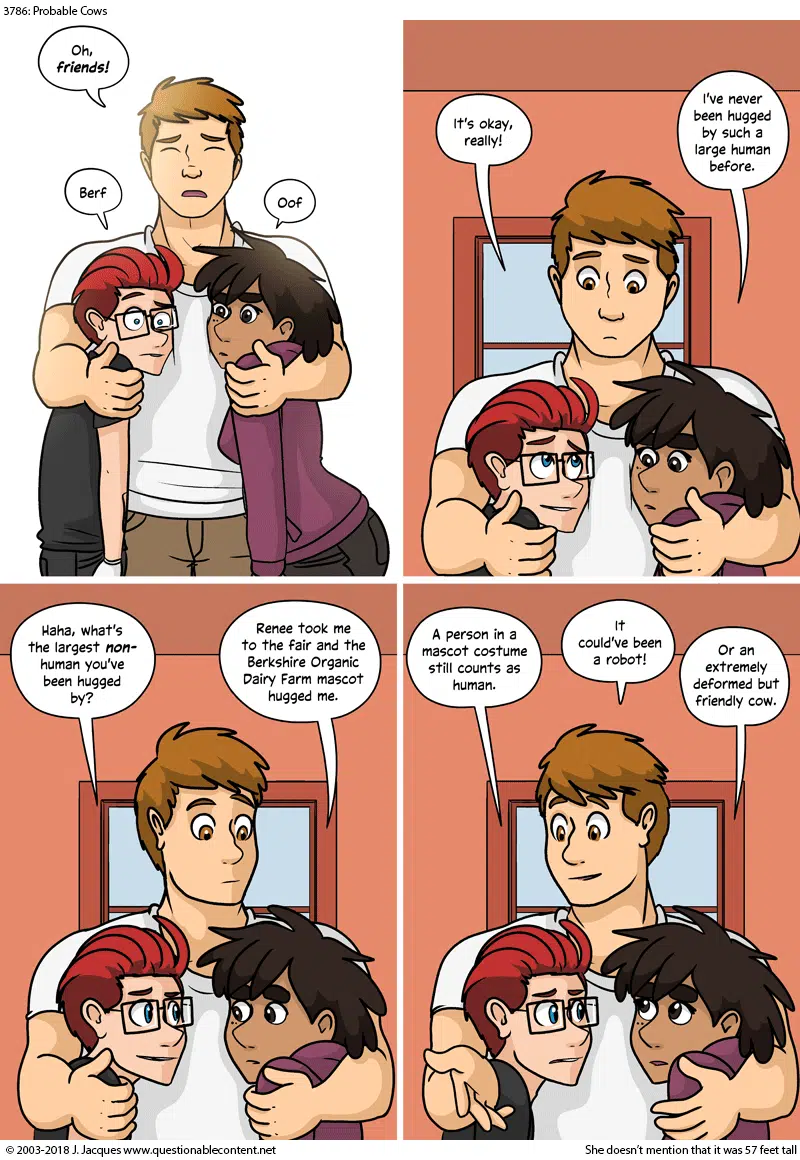 3786: Probable Cows
Oh,
friends!
Berf
Oof
It's okay,
really!
I've never
been hugged
by such a
large human
before.
Haha, what's
the largest non-
human you've
been hugged
by?
Renee took me
to the fair and the
Berkshire Organic
Dairy Farm mascot
hugged me.
A person in a
mascot costume
still counts as
human.
It
could've been
a robot!
Or an
extremely
deformed but
friendly cow.
© 2003-2018 J. Jacques www.questionablecontent.net
She doesn't mention that it was 57 feet tall